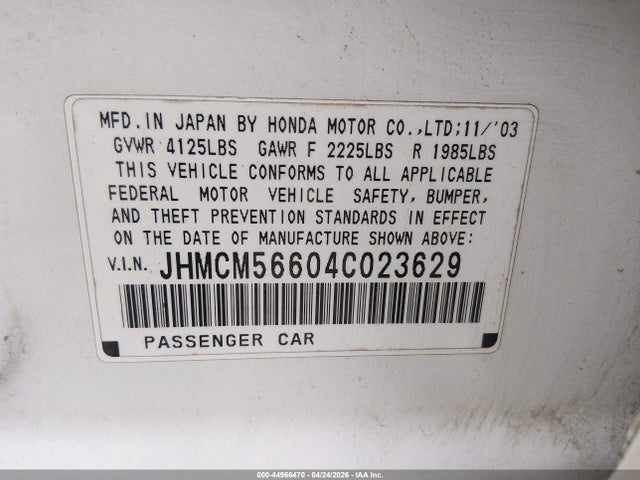 MFD.IN JAPAN BY HONDA MOTOR CO.,LTD;11/'03
GVWR 4125LBS GAWR F 2225LBS R 1985LBS
THIS VEHICLE CONFORMS TO ALL APPLICABLE
FEDERAL MOTOR VEHICLE SAFETY, BUMPER,
AND THEFT PREVENTION STANDARDS IN EFFECT
ON THE DATE OF MANUFACTURE SHOWN ABOVE:
V.I.N. JHMCM56604C023629
PASSENGER CAR
000-44966470 04/24/2026 - IAA Inc.